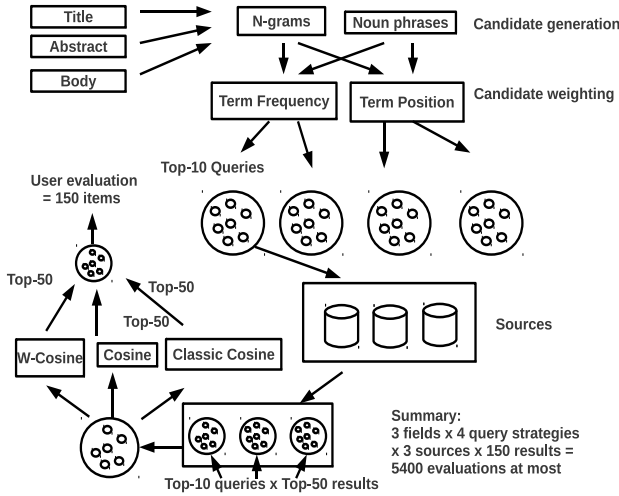 Title
N-grams
Noun phrases
Candidate generation
Abstract
Body
Term Frequency
Term Position
Candidate weighting
Top-10 Queries
User evaluation
= 150 items
Top-50
Top-50
Top-50
Sources
W-Cosine
Cosine
Classic Cosine
Summary:
3 fields x 4 query strategies
x 3 sources x 150 results =
5400 evaluations at most
Top-10 queries x Top-50 results